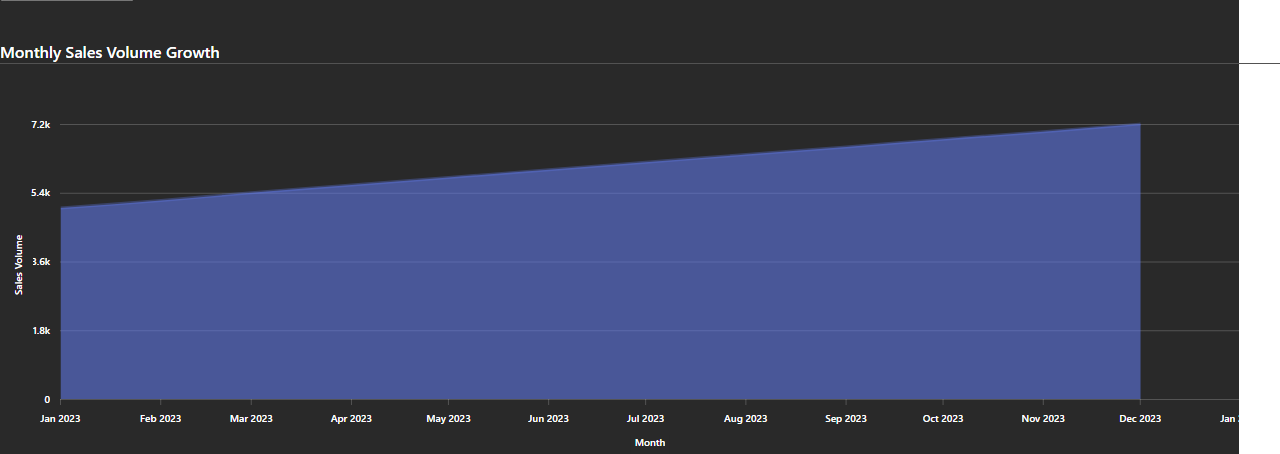 Monthly Sales Volume Growth
7.2k
5.4k
3.6k
1.8k
0
Sales Volume
Jan 2023 Feb 2023 Mar 2023 Apr 2023 May 2023 Jun 2023 Jul 2023 Aug 2023 Sep 2023 Oct 2023 Nov 2023 Dec 2023 Jan
Month